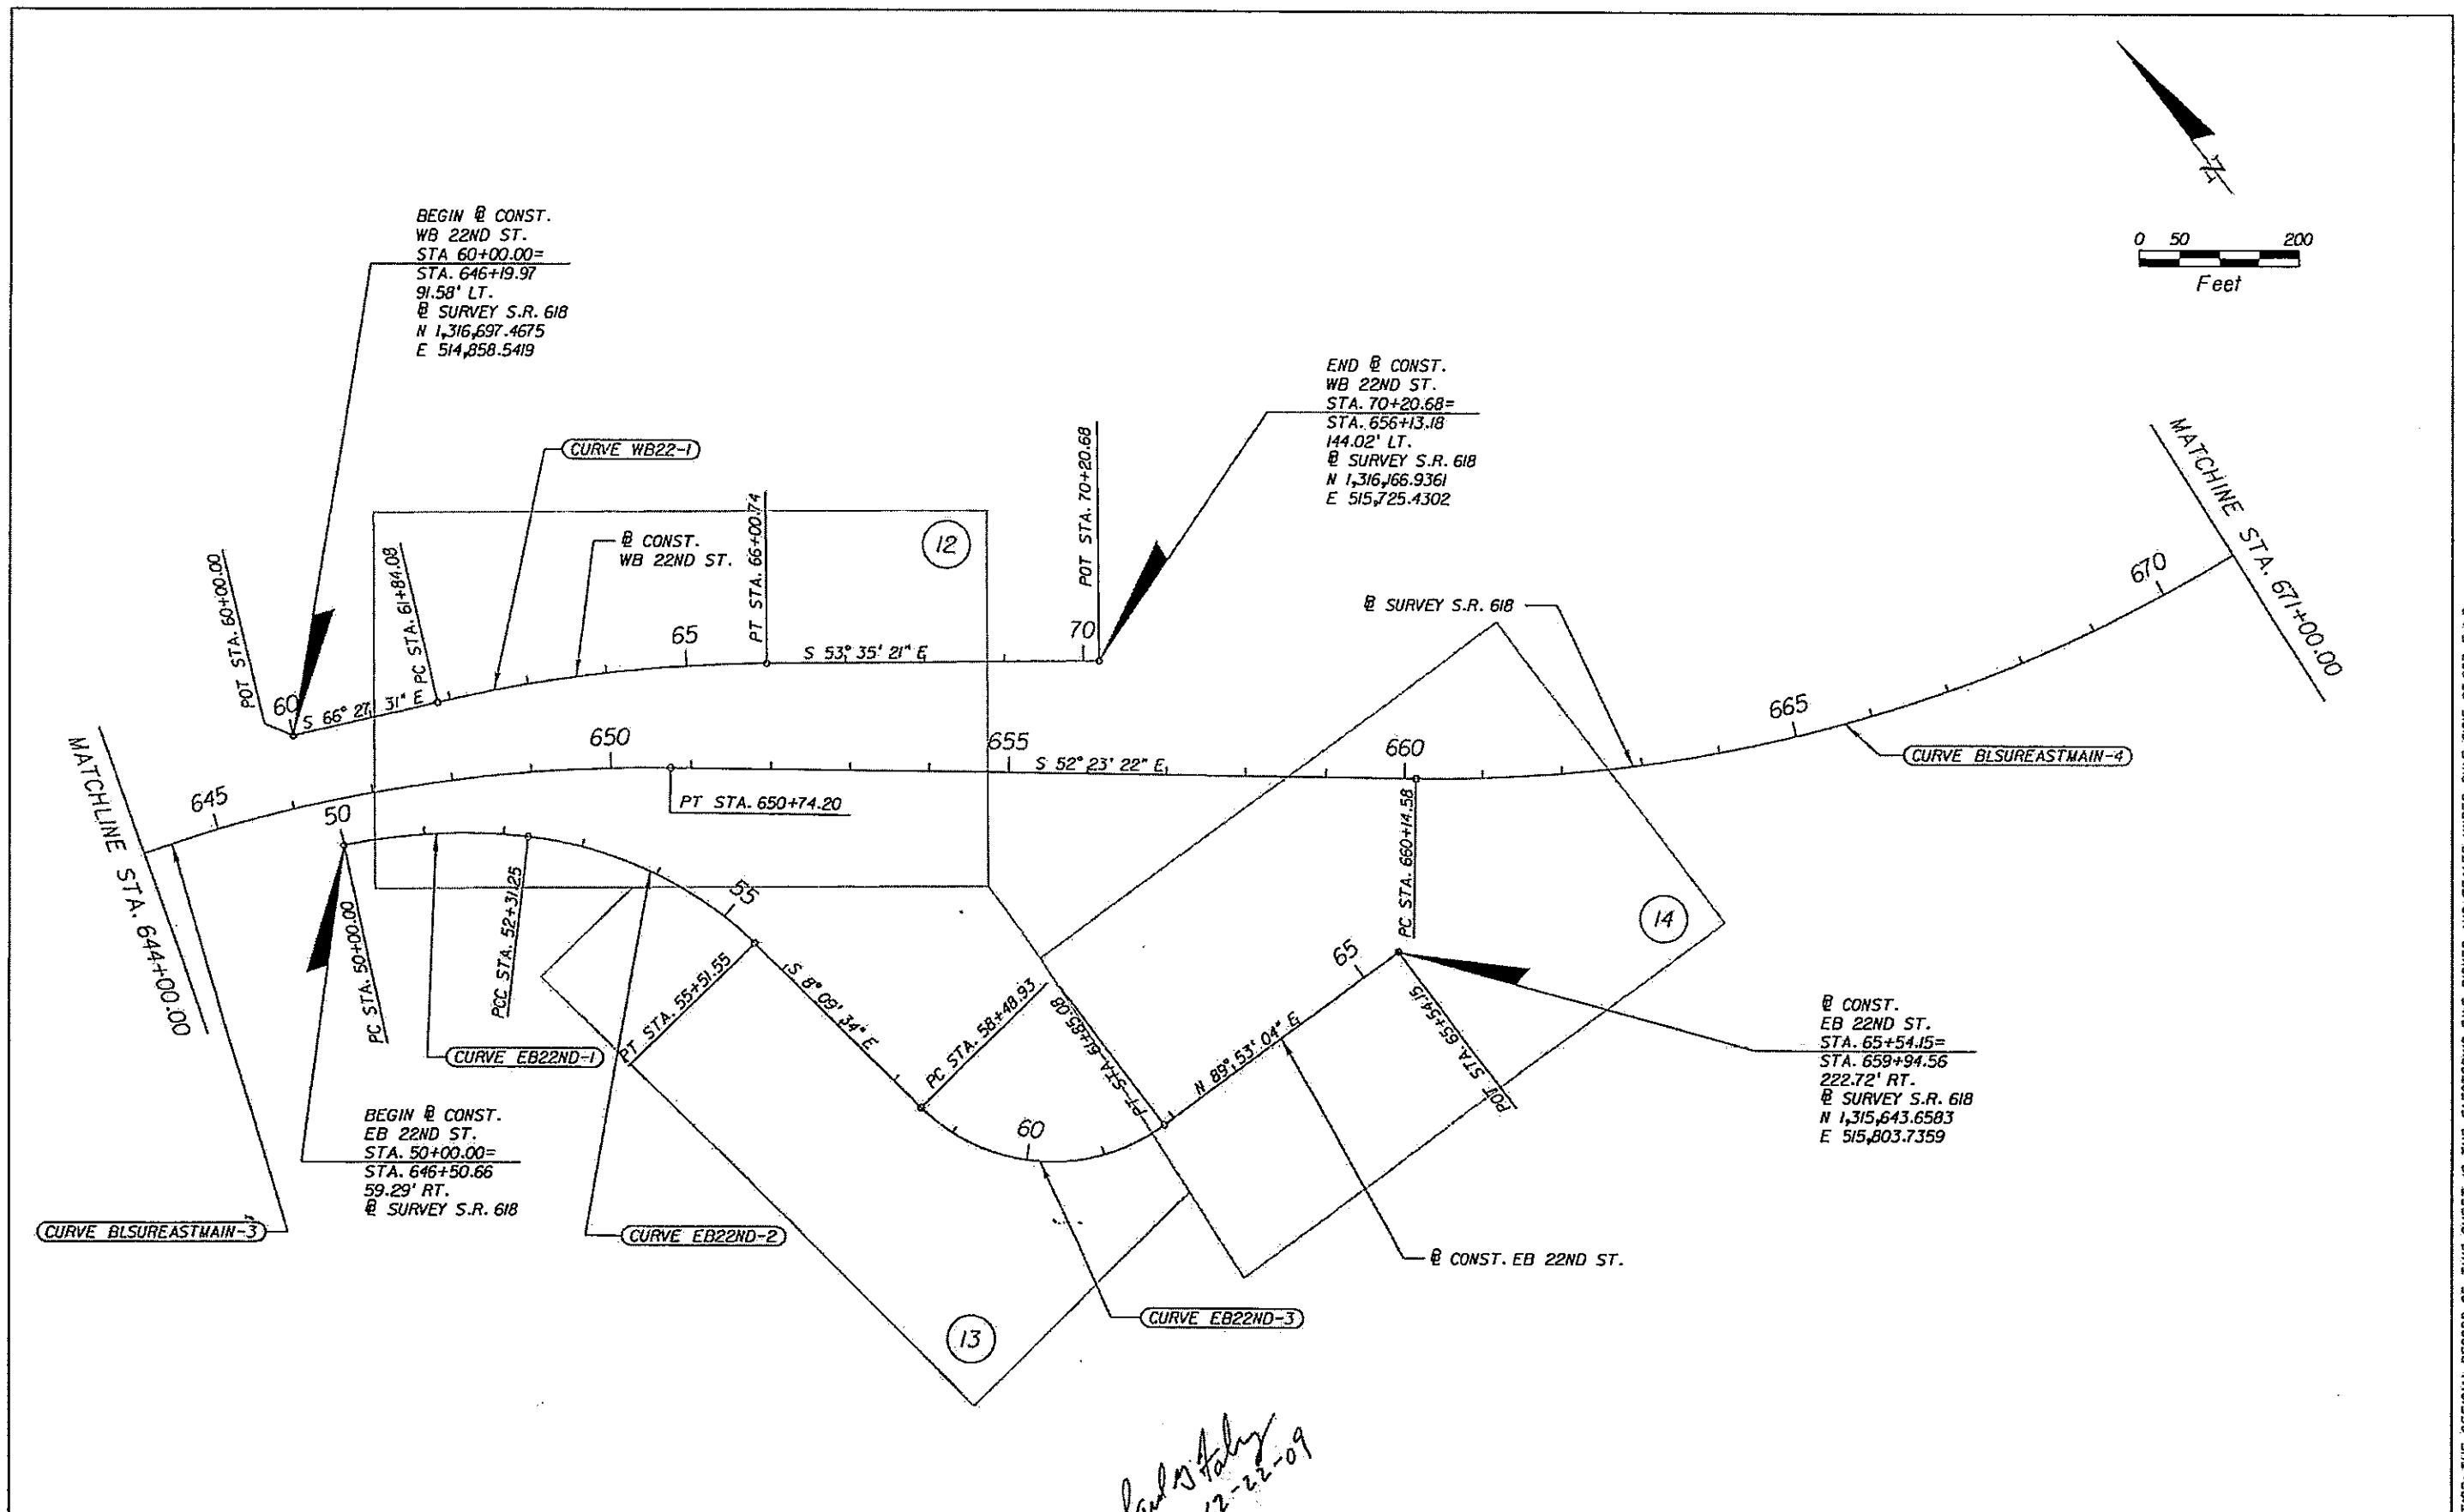 0 50 200
Feet
BEGIN ℄ CONST.
WB 22ND ST.
STA 60+00.00=
STA. 646+19.97
91.58' LT.
℄ SURVEY S.R. 618
N 1,316,697.4675
E 514,858.5419
END ℄ CONST.
WB 22ND ST.
STA. 70+20.68=
STA. 656+13.18
144.02' LT.
℄ SURVEY S.R. 618
N 1,316,166.9361
E 515,725.4302
CURVE WB22-1
℄ CONST.
WB 22ND ST.
12
POT STA. 60+00.00
PC STA. 61+84.08
PT STA. 66+00.74
POT STA. 70+20.68
60
65
70
S 66° 27' 31" E
S 53° 35' 21" E
℄ SURVEY S.R. 618
MATCHLINE STA. 671+00.00
670
665
CURVE BLSUREASTMAIN-4
MATCHLINE STA. 644+00.00
645
650
655
660
S 52° 23' 22" E
PT STA. 650+74.20
PC STA. 660+14.58
50
PC STA. 50+00.00
PCC STA. 52+31.25
CURVE EB22ND-1
55
PT STA. 55+51.55
PC STA. 58+48.93
PT STA. 61+85.08
60
N 89° 53' 04" E
65
POT STA. 65+54.15
14
℄ CONST.
EB 22ND ST.
STA. 65+54.15=
STA. 659+94.56
222.72' RT.
℄ SURVEY S.R. 618
N 1,315,643.6583
E 515,803.7359
BEGIN ℄ CONST.
EB 22ND ST.
STA. 50+00.00=
STA. 646+50.66
59.29' RT.
℄ SURVEY S.R. 618
CURVE BLSUREASTMAIN-3
CURVE EB22ND-2
℄ CONST. EB 22ND ST.
CURVE EB22ND-3
13
12-22-09